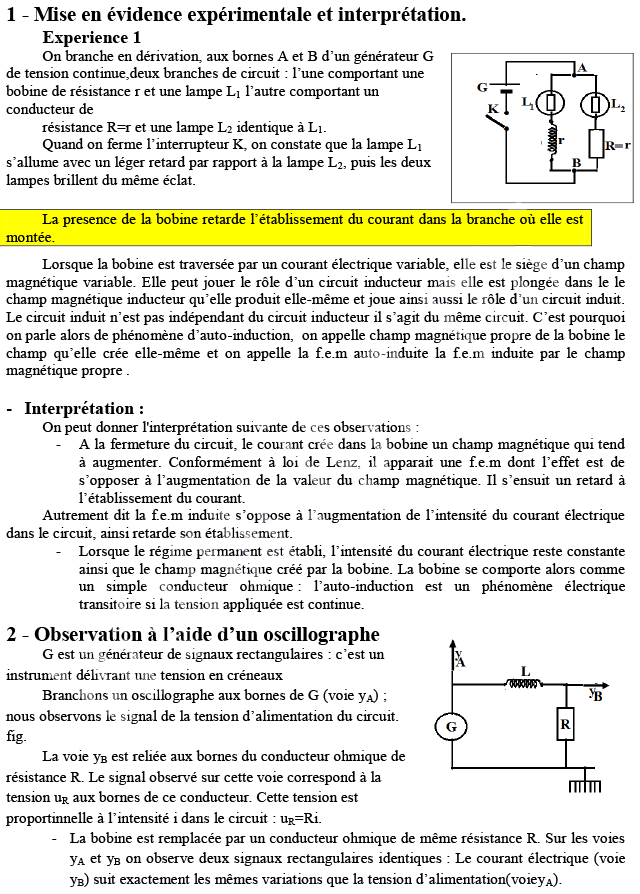 1 - Mise en évidence expérimentale et interprétation.
Experience 1
On branche en dérivation, aux bornes A et B d’un générateur G
de tension continue,deux branches de circuit : l’une comportant une
bobine de résistance r et une lampe L1 l’autre comportant un
conducteur de
résistance R=r et une lampe L2 identique à L1.
Quand on ferme l’interrupteur K, on constate que la lampe L1
s’allume avec un léger retard par rapport à la lampe L2, puis les deux
lampes brillent du même éclat.
A
G
L1
L2
K
r
R=r
B
La presence de la bobine retarde l’établissement du courant dans la branche où elle est
montée.
Lorsque la bobine est traversée par un courant électrique variable, elle est le siège d’un champ
magnétique variable. Elle peut jouer le rôle d’un circuit inducteur mais elle est plongée dans le le
champ magnétique inducteur qu’elle produit elle-même et joue ainsi aussi le rôle d’un circuit induit.
Le circuit induit n’est pas indépendant du circuit inducteur il s’agit du même circuit. C’est pourquoi
on parle alors de phénomène d’auto-induction, on appelle champ magnétique propre de la bobine le
champ qu’elle crée elle-même et on appelle la f.e.m auto-induite la f.e.m induite par le champ
magnétique propre .
- Interprétation :
On peut donner l'interprétation suivante de ces observations :
- A la fermeture du circuit, le courant crée dans la bobine un champ magnétique qui tend
à augmenter. Conformément à loi de Lenz, il apparait une f.e.m dont l’effet est de
s’opposer à l’augmentation de la valeur du champ magnétique. Il s’ensuit un retard à
l’établissement du courant.
Autrement dit la f.e.m induite s’oppose à l’augmentation de l’intensité du courant électrique
dans le circuit, ainsi retarde son établissement.
- Lorsque le régime permanent est établi, l’intensité du courant électrique reste constante
ainsi que le champ magnétique créé par la bobine. La bobine se comporte alors comme
un simple conducteur ohmique : l’auto-induction est un phénomène électrique
transitoire si la tension appliquée est continue.
2 - Observation à l’aide d’un oscillographe
G est un générateur de signaux rectangulaires : c’est un
instrument délivrant une tension en créneaux
Branchons un oscillographe aux bornes de G (voie yA) ;
nous observons le signal de la tension d’alimentation du circuit.
fig.
La voie yB est reliée aux bornes du conducteur ohmique de
résistance R. Le signal observé sur cette voie correspond à la
tension uR aux bornes de ce conducteur. Cette tension est
proportinnelle à l’intensité i dans le circuit : uR=Ri.
yA
L
yB
G
R
- La bobine est remplacée par un conducteur ohmique de même résistance R. Sur les voies
yA et yB on observe deux signaux rectangulaires identiques : Le courant électrique (voie
yB) suit exactement les mêmes variations que la tension d’alimentation(voieyA).